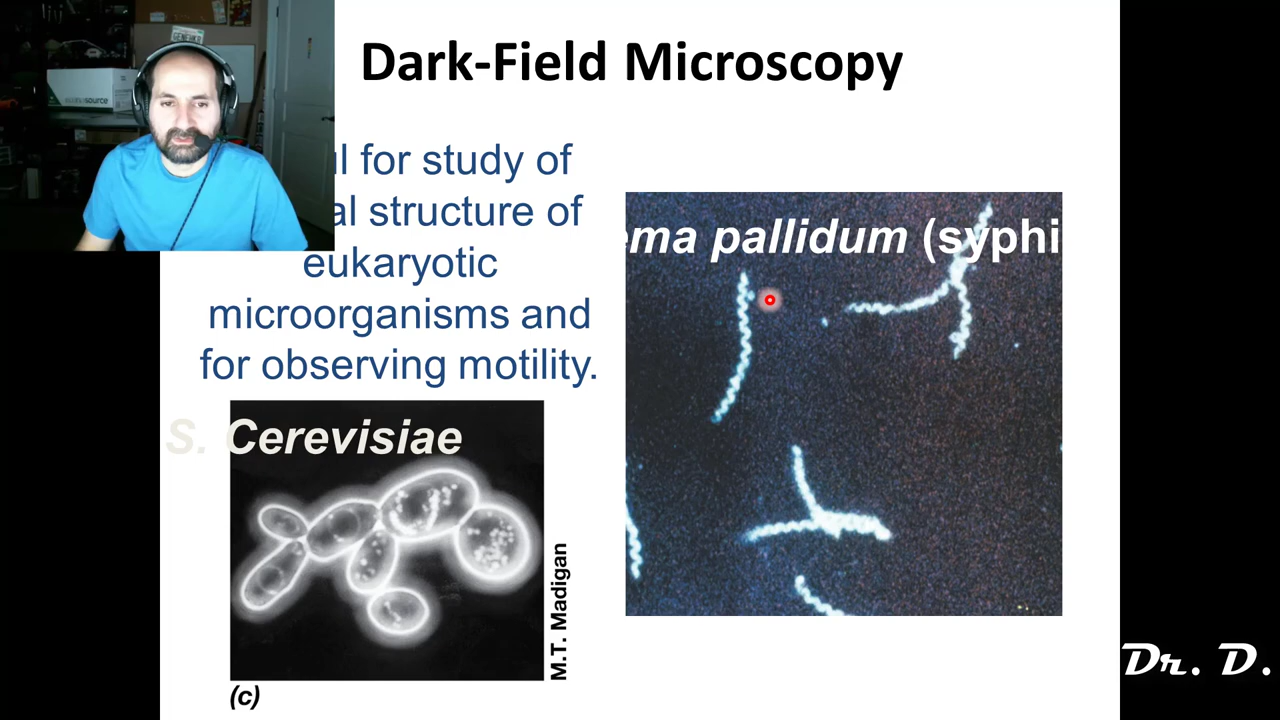 Dark-Field Microscopy
l for study of
al structure of
eukaryotic
microorganisms and
for observing motility.
ema pallidum (syphi
S. Cerevisiae
M.T. Madigan
(c)
Dr. D.